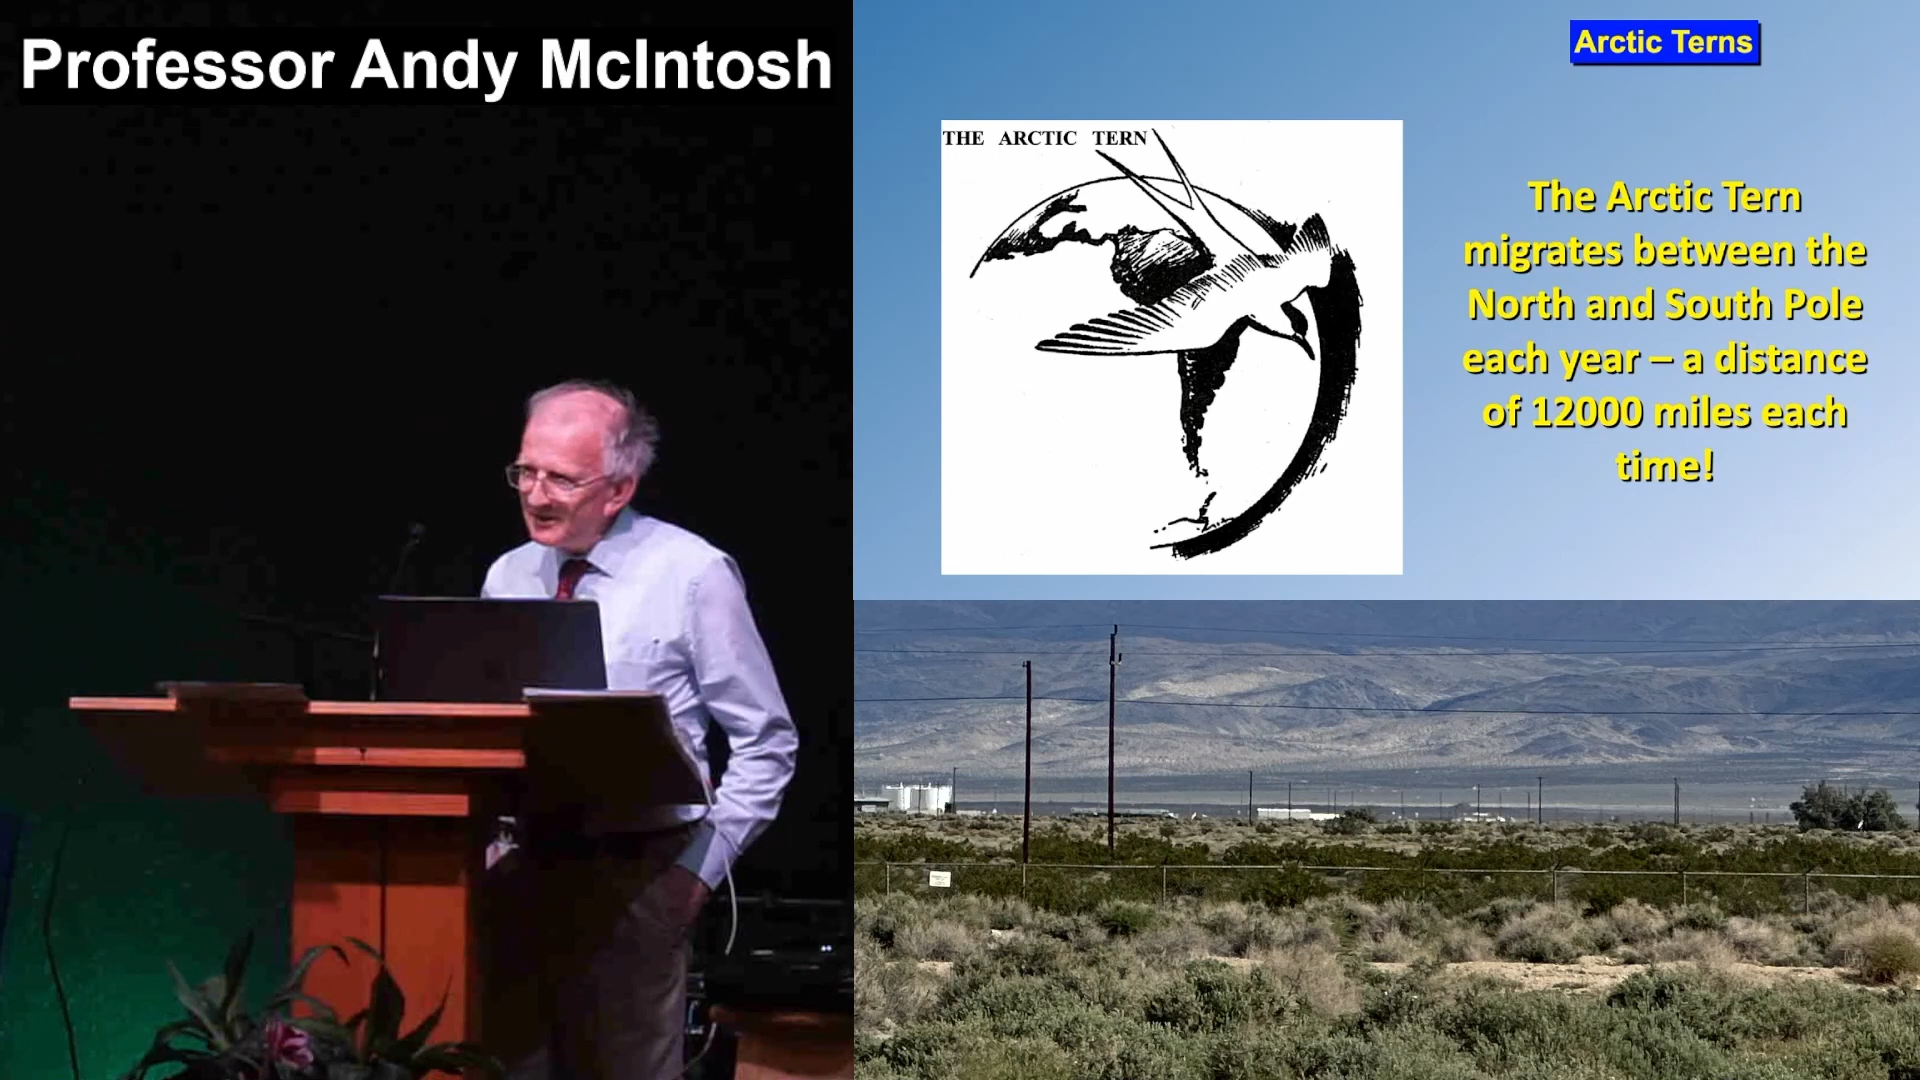 Professor Andy McIntosh
Arctic Terns
THE ARCTIC TERN
The Arctic Tern
migrates between the
North and South Pole
each year – a distance
of 12000 miles each
time!